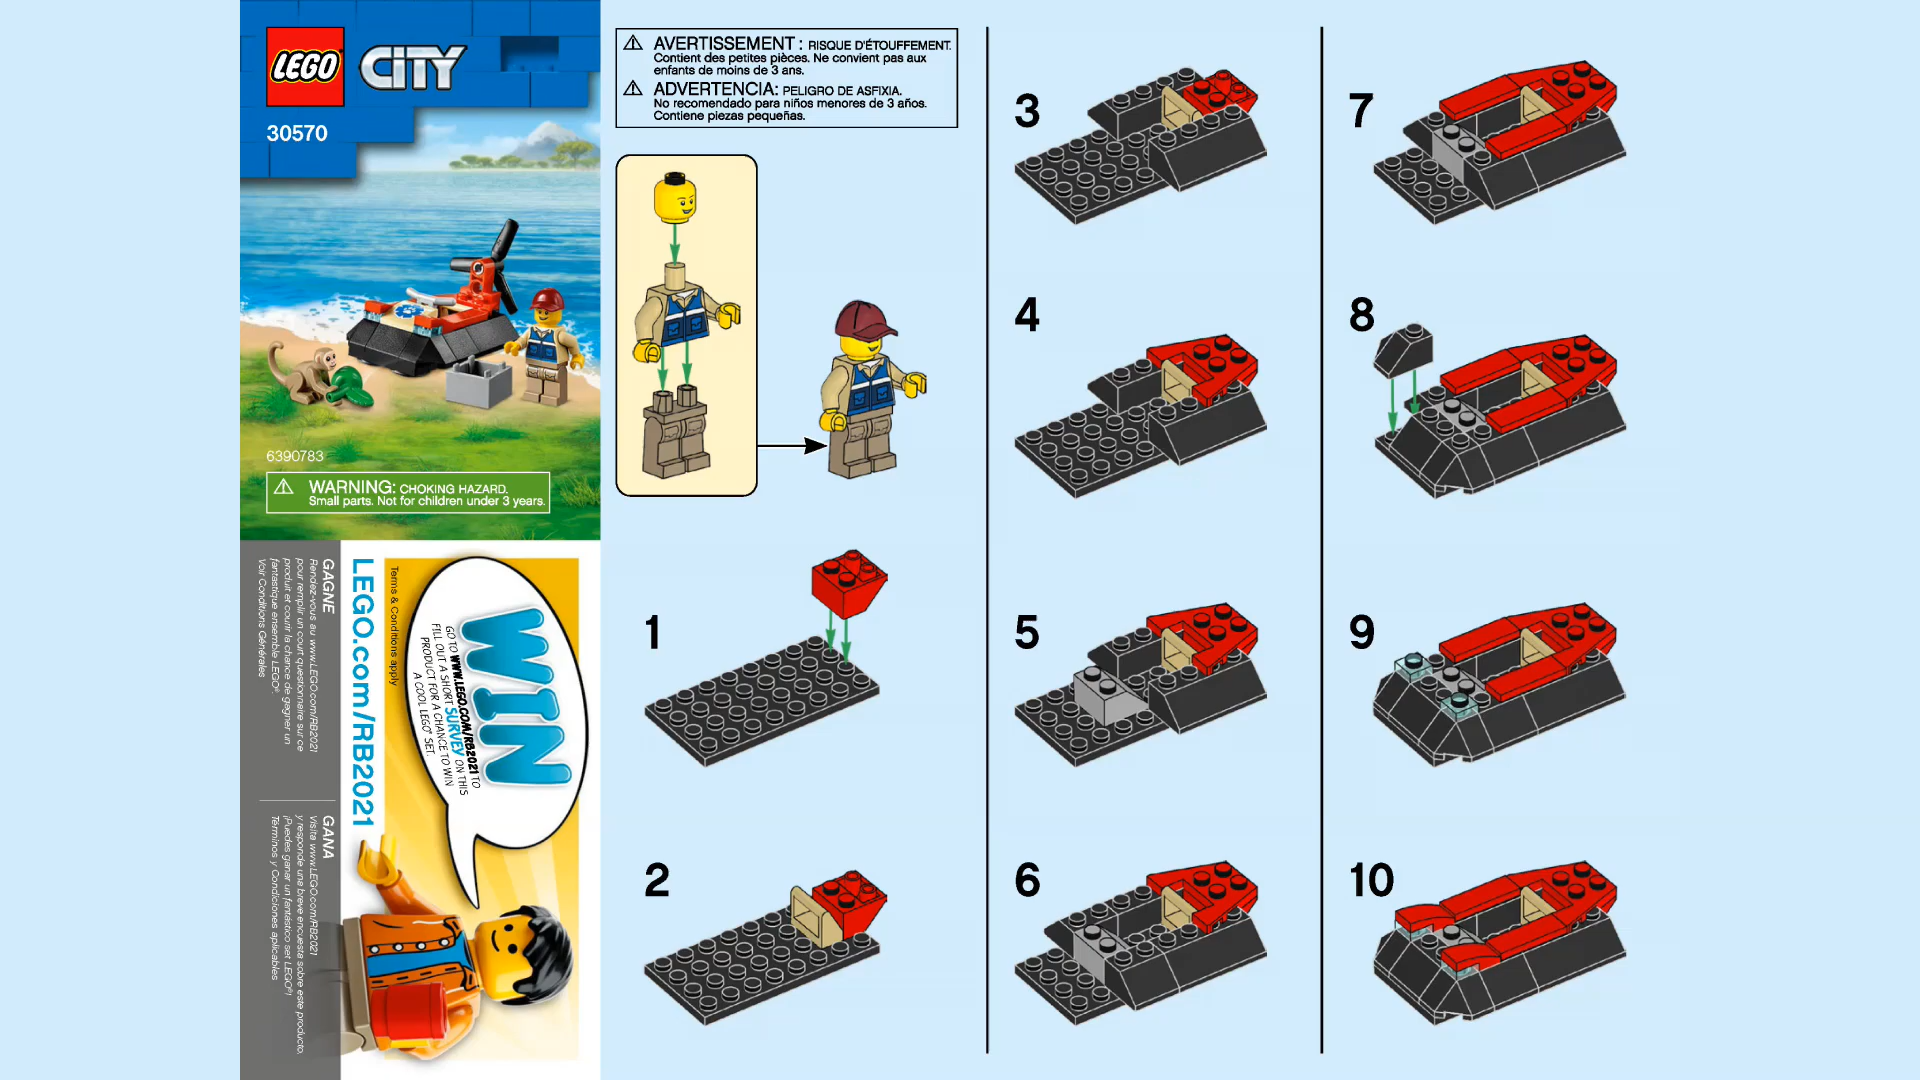 LEGO CITY
30570
6390783
WARNING: CHOKING HAZARD.
Small parts. Not for children under 3 years.
AVERTISSEMENT : RISQUE D'ÉTOUFFEMENT.
Contient des petites pièces. Ne convient pas aux
enfants de moins de 3 ans.
ADVERTENCIA: PELIGRO DE ASFIXIA.
No recomendado para niños menores de 3 años.
Contiene piezas pequeñas.
1
2
3
4
5
6
7
8
9
10
WIN
GO TO WWW.LEGO.COM/RB2021 TO
FILL OUT A SHORT SURVEY ON THIS
PRODUCT FOR A CHANCE TO WIN
A COOL LEGO® SET.
Terms & Conditions apply
LEGO.com/RB2021
GAGNE
Rendez-vous au www.LEGO.com/RB2021
pour remplir un court questionnaire sur ce
produit et courir la chance de gagner un
fantastique ensemble LEGO®.
Voir Conditions Générales
GANA
Visita www.LEGO.com/RB2021
y responde una breve encuesta sobre este producto.
¡Puedes ganar un fantástico set LEGO®!
Términos y Condiciones aplicables